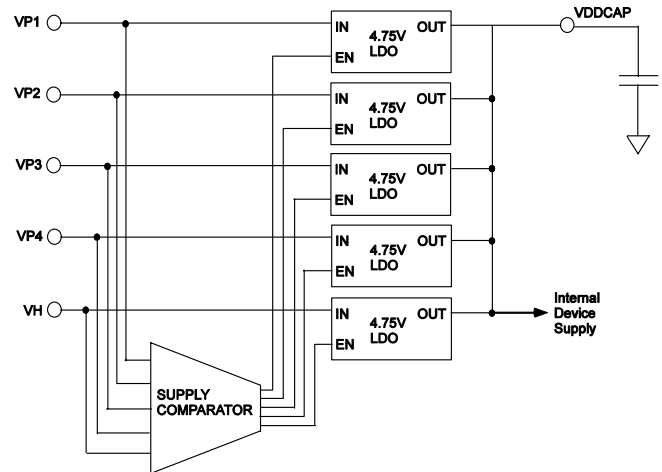 VP1
IN
OUT
4.75V
LDO
EN
VDDCAP
VP2
IN
OUT
4.75V
LDO
EN
VP3
IN
OUT
4.75V
LDO
EN
VP4
IN
OUT
4.75V
LDO
EN
VH
IN
OUT
4.75V
LDO
EN
Internal
Device
Supply
SUPPLY
COMPARATOR